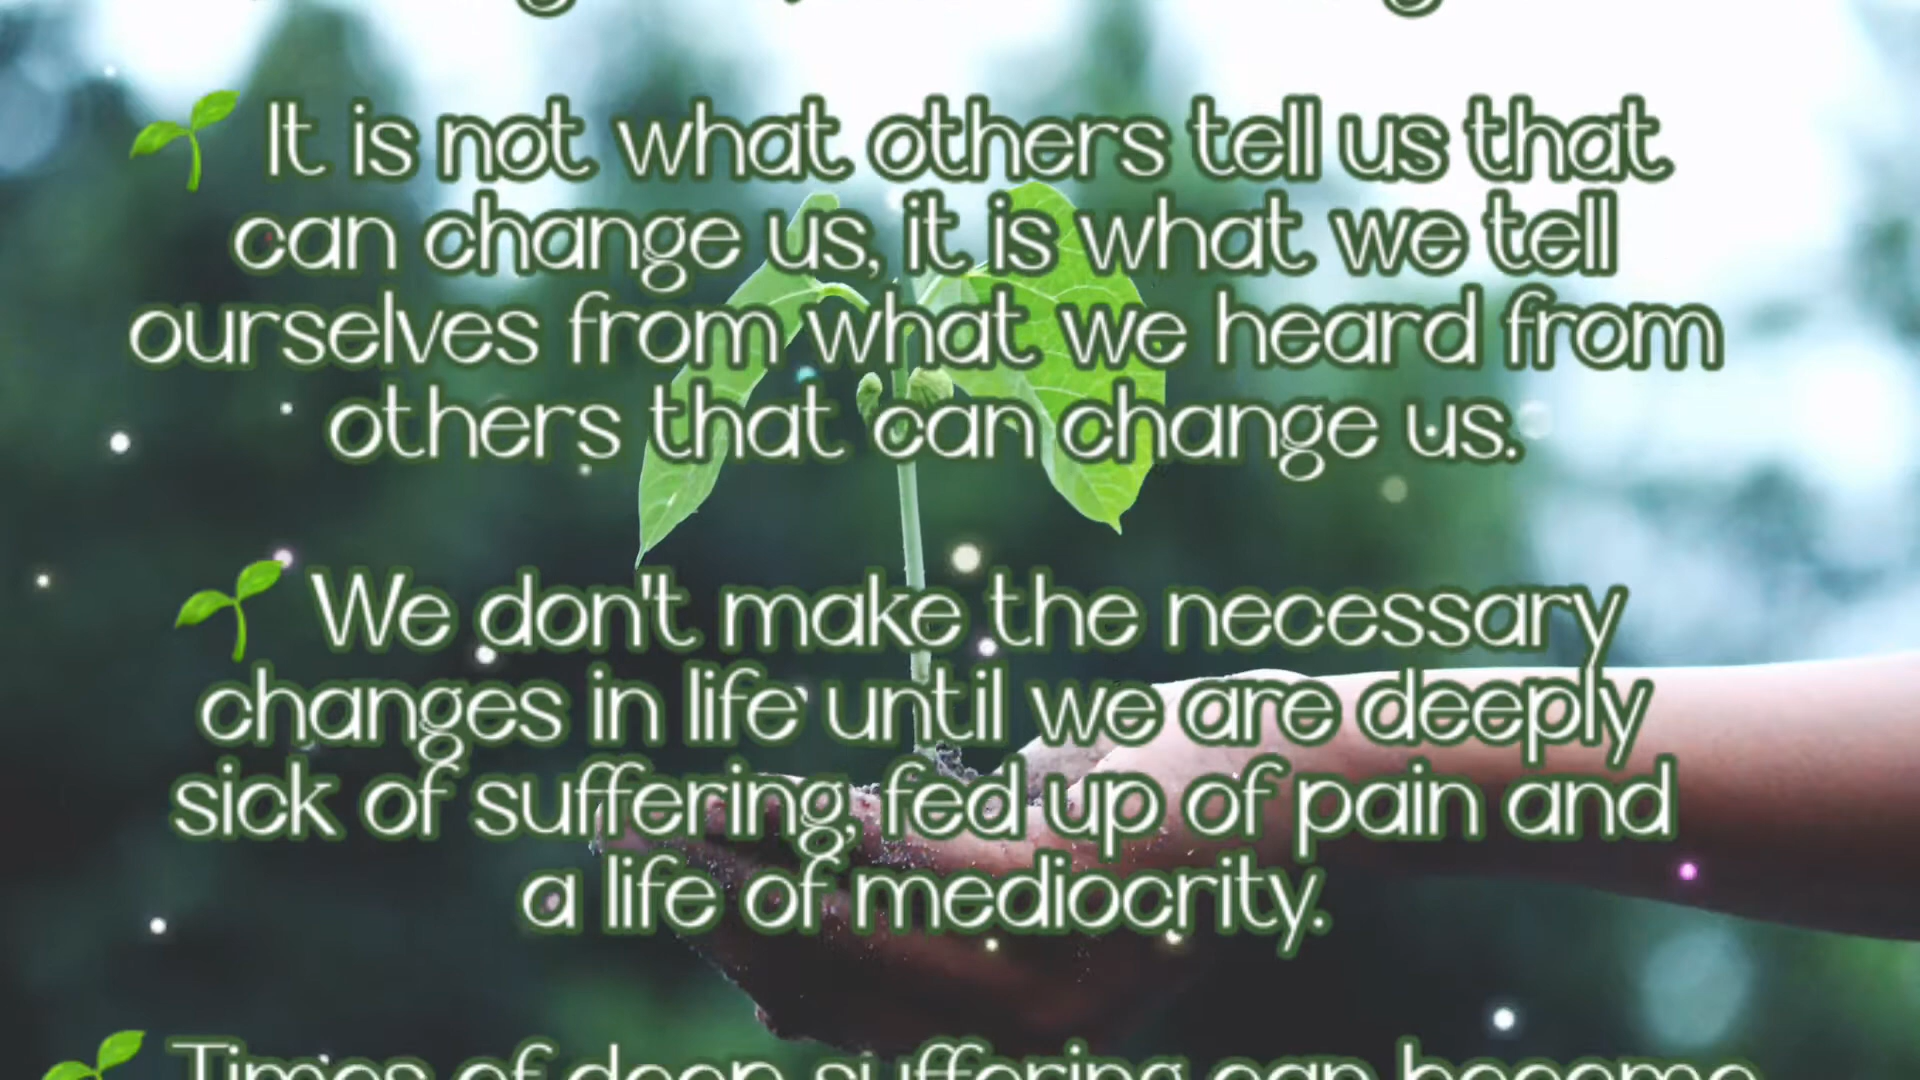 🌱 It is not what others tell us that
can change us, it is what we tell
ourselves from what we heard from
others that can change us.
🌱 We don't make the necessary
changes in life until we are deeply
sick of suffering, fed up of pain and
a life of mediocrity.
🌱 Times of deep suffering can become